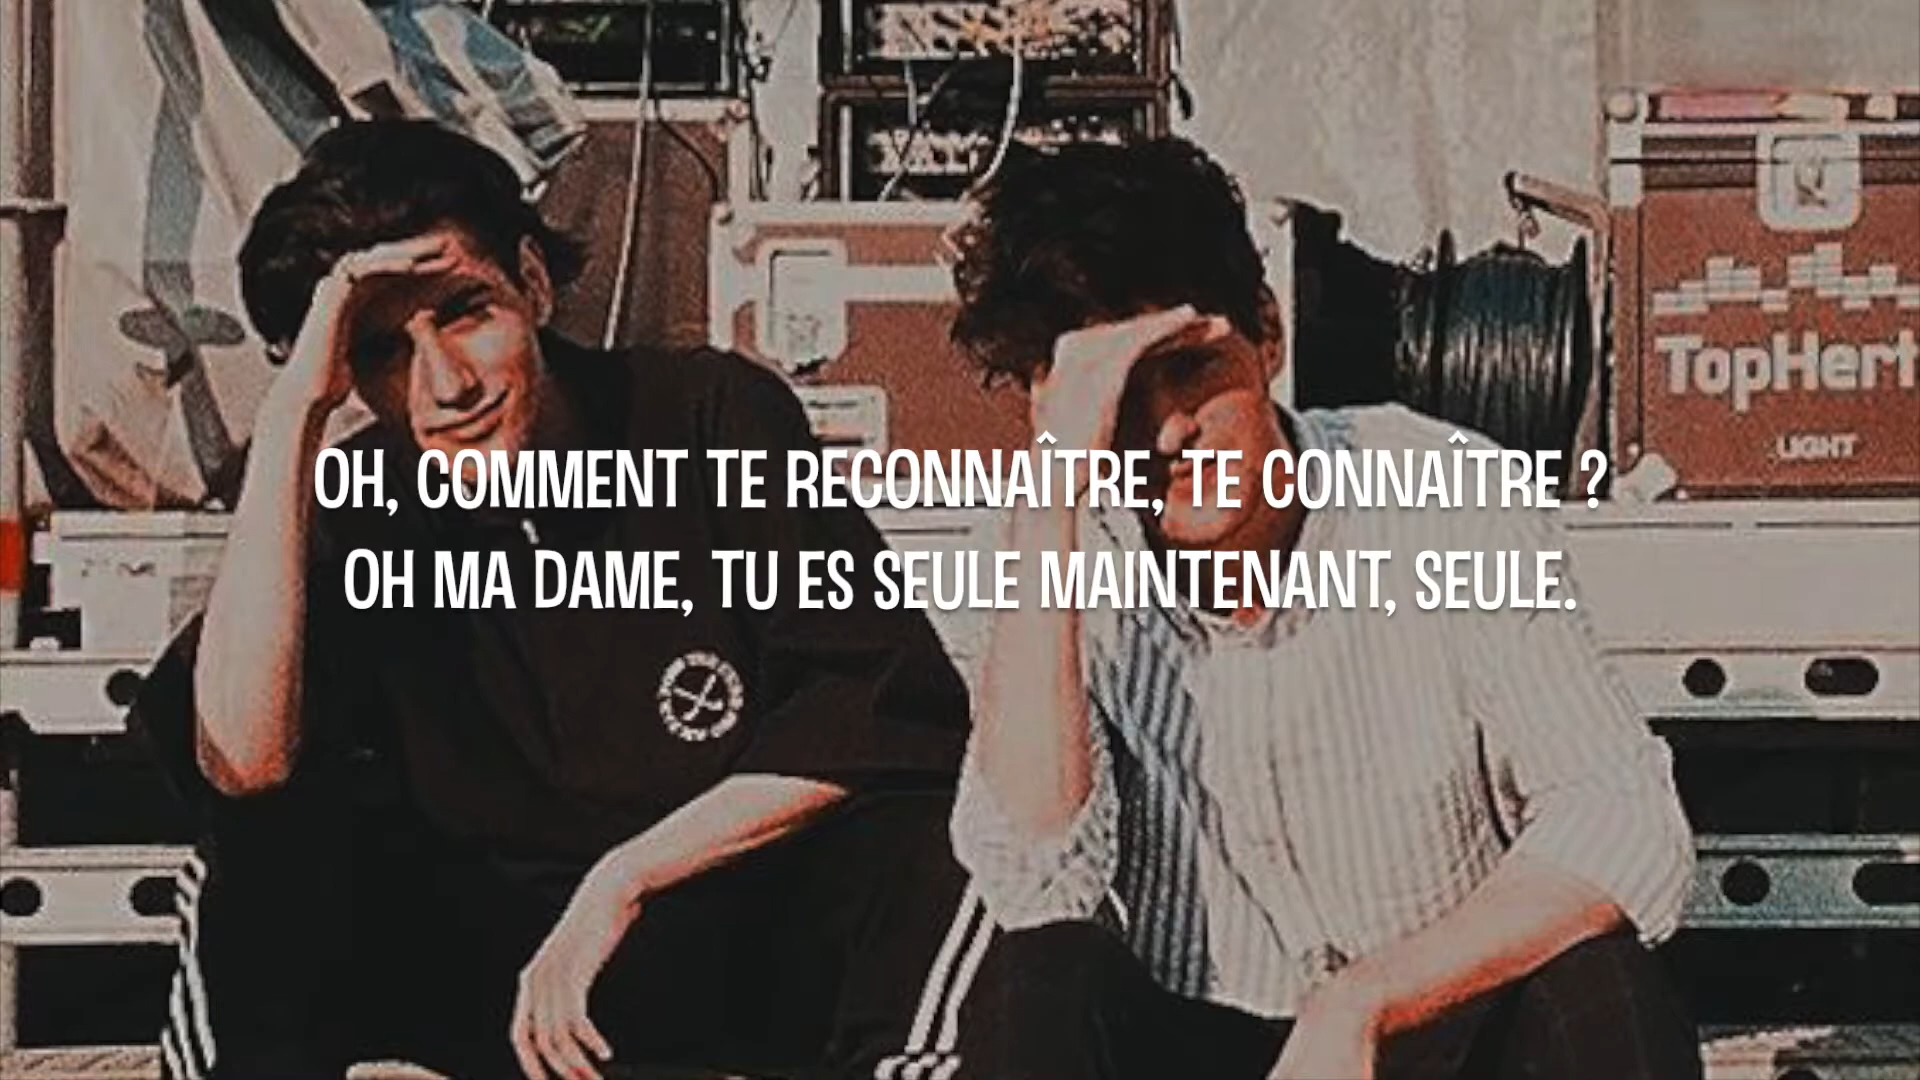 TopHert
LIGHT
OH, COMMENT TE RECONNAÎTRE, TE CONNAÎTRE ?
OH MA DAME, TU ES SEULE MAINTENANT, SEULE.